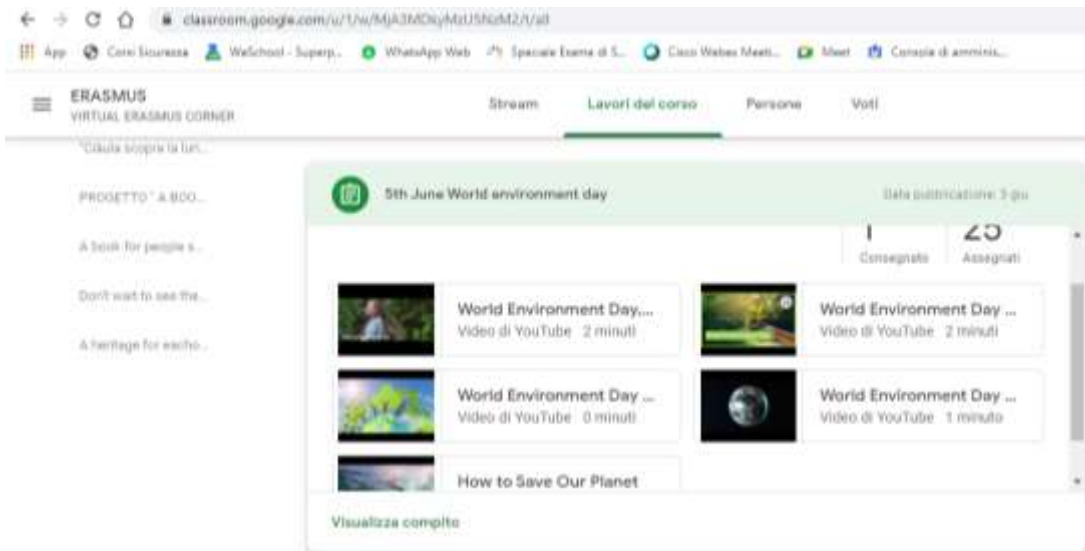 classroom.google.com/u/1/w/
App Corsi Sicurezza WeSchool - Superp... WhatsApp Web Speciale Esame di S... Cisco Webex Meeti... Meet Console di amminis...
ERASMUS
VIRTUAL ERASMUS CORNER
Stream Lavori del corso Persone Voti
PROGETTO " A BOO...
A book for people s...
Don't wait to see the...
A heritage for
5th June World environment day
Data pubblicazione: 5 giu
1 25
Consegnato Assegnati
World Environment Day,...
Video di YouTube 2 minuti
World Environment Day ...
Video di YouTube 2 minuti
World Environment Day ...
Video di YouTube 0 minuti
World Environment Day ...
Video di YouTube 1 minuto
How to Save Our Planet
Visualizza compito